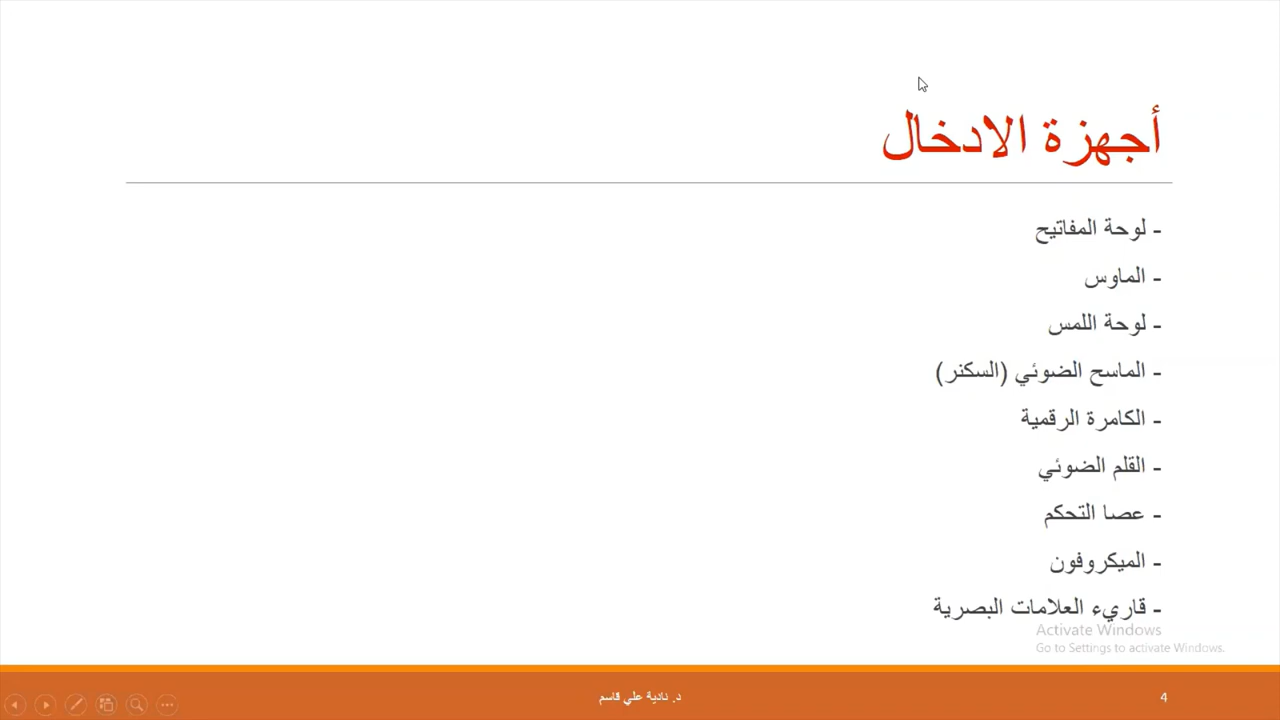 أجهزة الادخال
- لوحة المفاتيح
- الماوس
- لوحة اللمس
- الماسح الضوئي (السكنر)
- الكامرة الرقمية
- القلم الضوئي
- عصا التحكم
- الميكروفون
- قاريء العلامات البصرية
Activate Windows
Go to Settings to activate Windows.
د. نادية علي قاسم
4